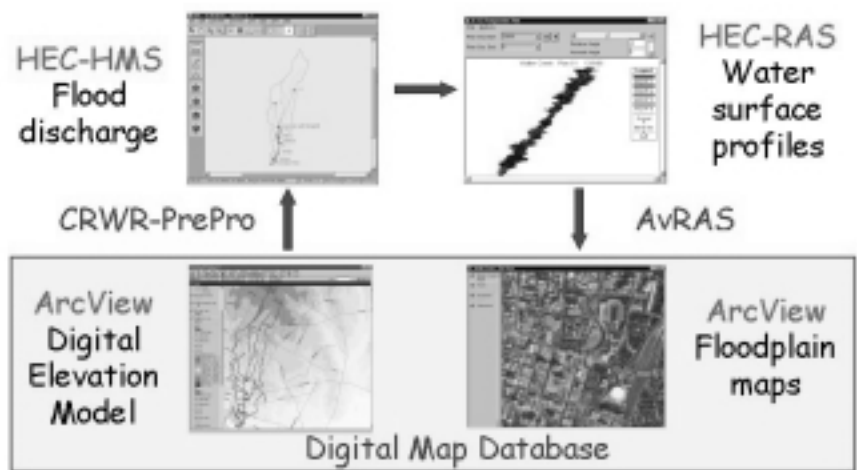 HEC-HMS
Flood
discharge
HEC-RAS
Water
surface
profiles
CRWR-PrePro
AvRAS
ArcView
Digital
Elevation
Model
ArcView
Floodplain
maps
Digital Map Database